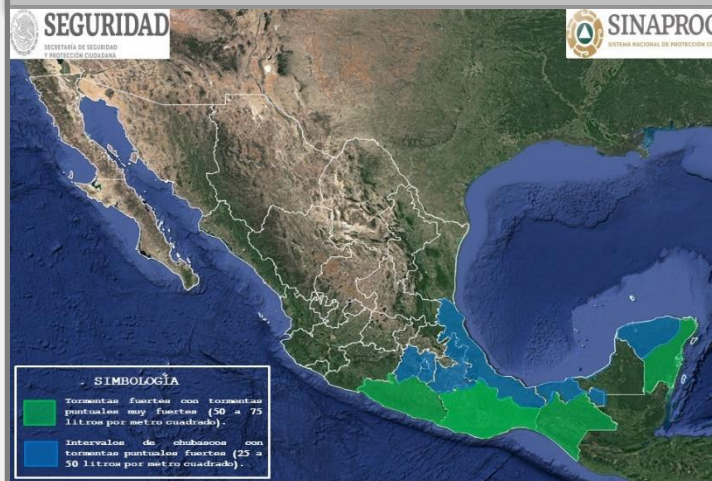 SEGURIDAD
SECRETARÍA DE SEGURIDAD
Y PROTECCIÓN CIUDADANA
SINAPROC
SISTEMA NACIONAL DE PROTECCIÓN CI
. SIMBOLOGÍA
Tormentas fuertes con tormentas
puntuales muy fuertes (50 a 75
litros por metro cuadrado).
Intervalos de chubascos con
tormentas puntuales fuertes (25 a
50 litros por metro cuadrado).